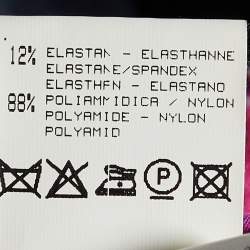 12% ELASTAN - ELASTHANNE
ELASTANE/SPANDEX
ELASTHEN - ELASTANO
88% POLIAMMIDICA / NYLON
POLYAMIDE - NYLON
POLYAMID
P